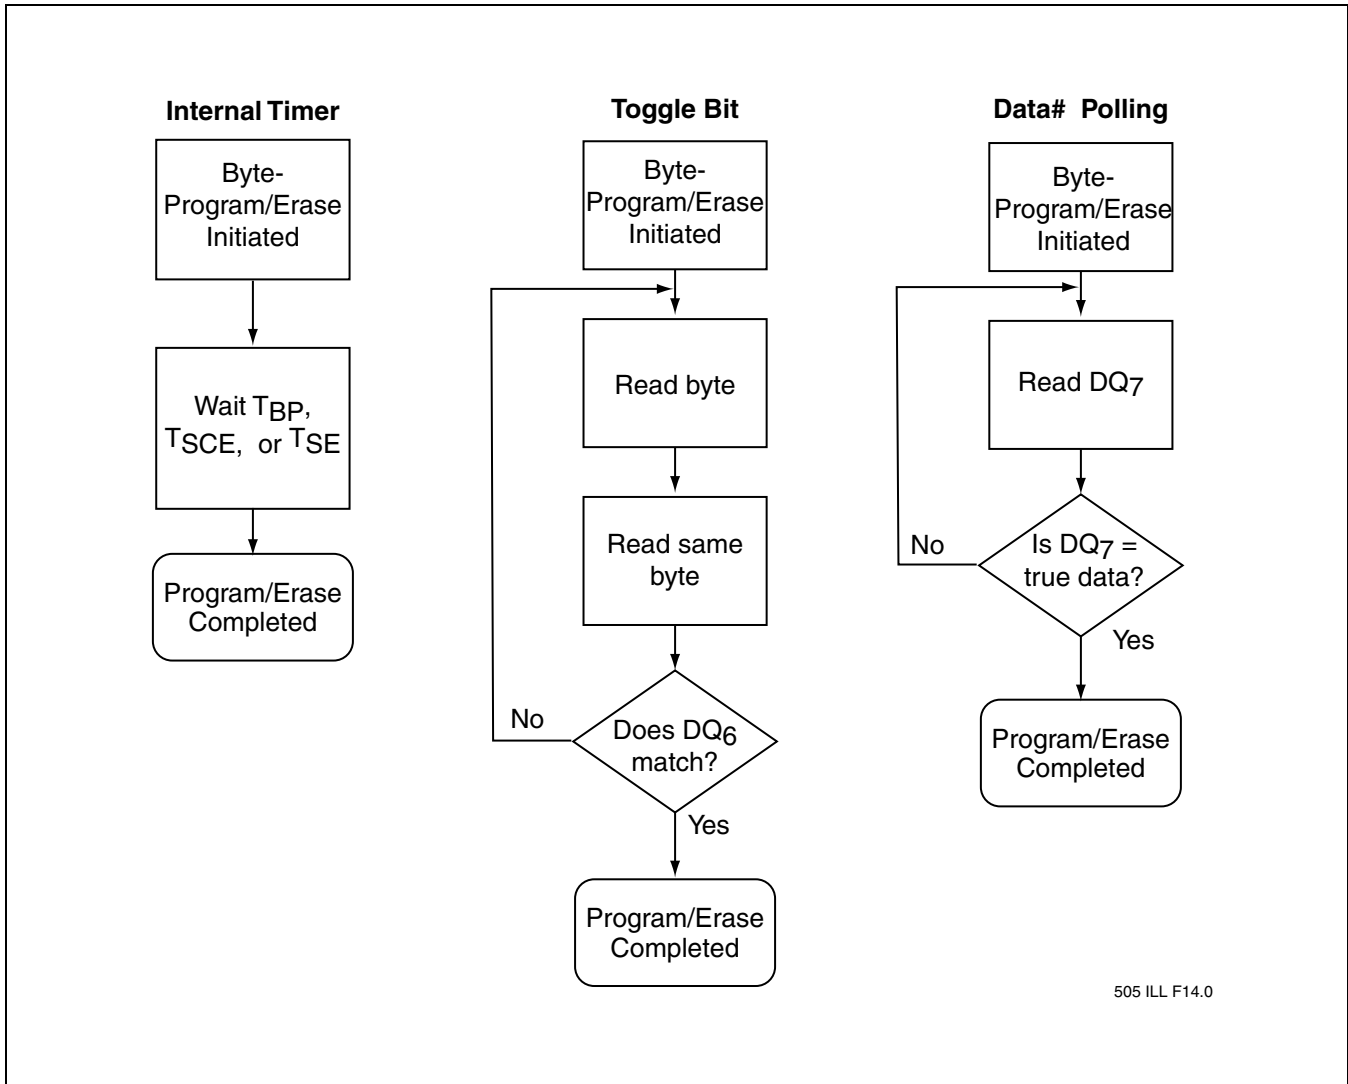 Internal Timer
Byte-
Program/Erase
Initiated
Wait TBP,
TSCE, or TSE
Program/Erase
Completed
Toggle Bit
Byte-
Program/Erase
Initiated
Read byte
Read same
byte
No
Does DQ6
match?
Yes
Program/Erase
Completed
Data# Polling
Byte-
Program/Erase
Initiated
Read DQ7
No
Is DQ7 =
true data?
Yes
Program/Erase
Completed
505 ILL F14.0